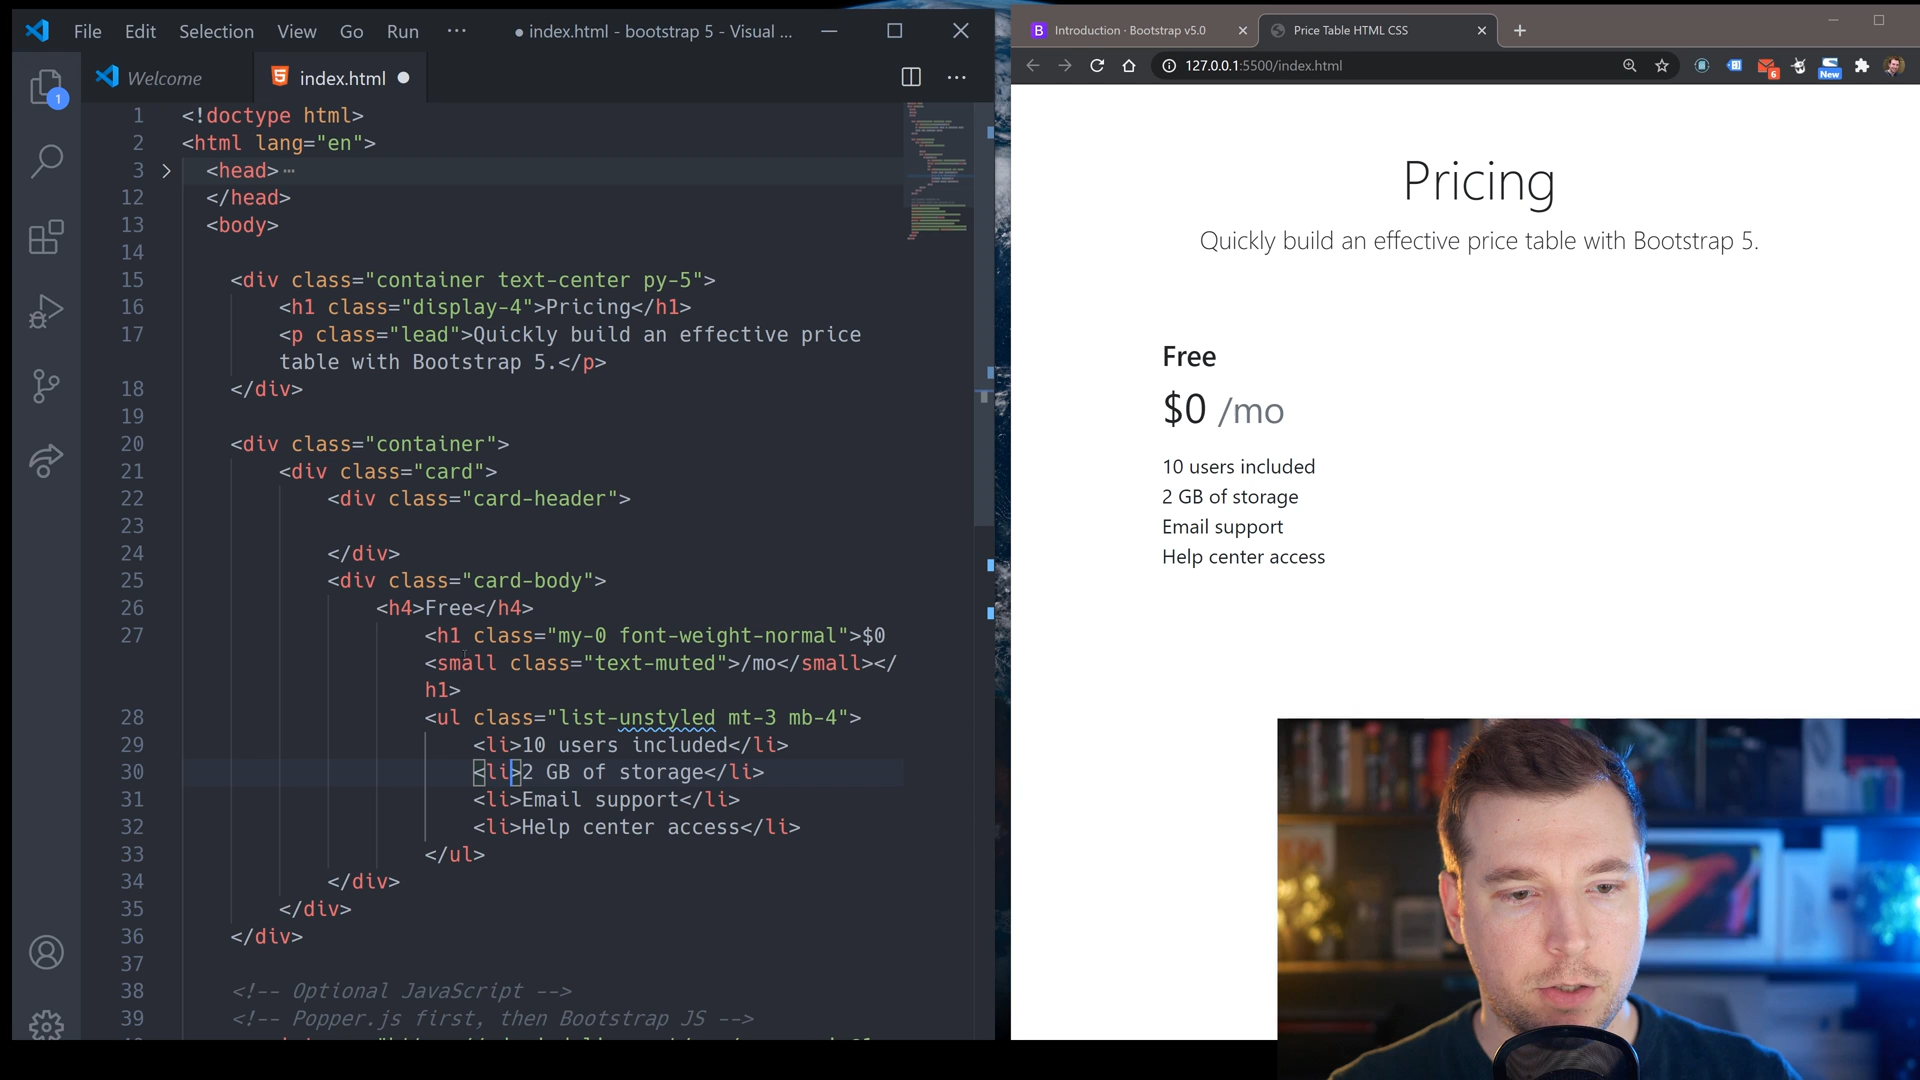 File Edit Selection View Go Run ··· ● index.html - bootstrap 5 - Visual ...
Welcome index.html
1 <!doctype html>
2 <html lang="en">
3 <head>
12 </head>
13 <body>
14
15 <div class="container text-center py-5">
16 <h1 class="display-4">Pricing</h1>
17 <p class="lead">Quickly build an effective price
table with Bootstrap 5.</p>
18 </div>
19
20 <div class="container">
21 <div class="card">
22 <div class="card-header">
23
24 </div>
25 <div class="card-body">
26 <h4>Free</h4>
27 <h1 class="my-0 font-weight-normal">$0
<small class="text-muted">/mo</small></
h1>
28 <ul class="list-unstyled mt-3 mb-4">
29 <li>10 users included</li>
30 <li>2 GB of storage</li>
31 <li>Email support</li>
32 <li>Help center access</li>
33 </ul>
34 </div>
35 </div>
36 </div>
37
38 <!-- Optional JavaScript -->
39 <!-- Popper.js first, then Bootstrap JS -->
1
B Introduction · Bootstrap v5.0
Price Table HTML CSS
127.0.0.1:5500/index.html
6
New
Pricing
Quickly build an effective price table with Bootstrap 5.
Free
$0 /mo
10 users included
2 GB of storage
Email support
Help center access